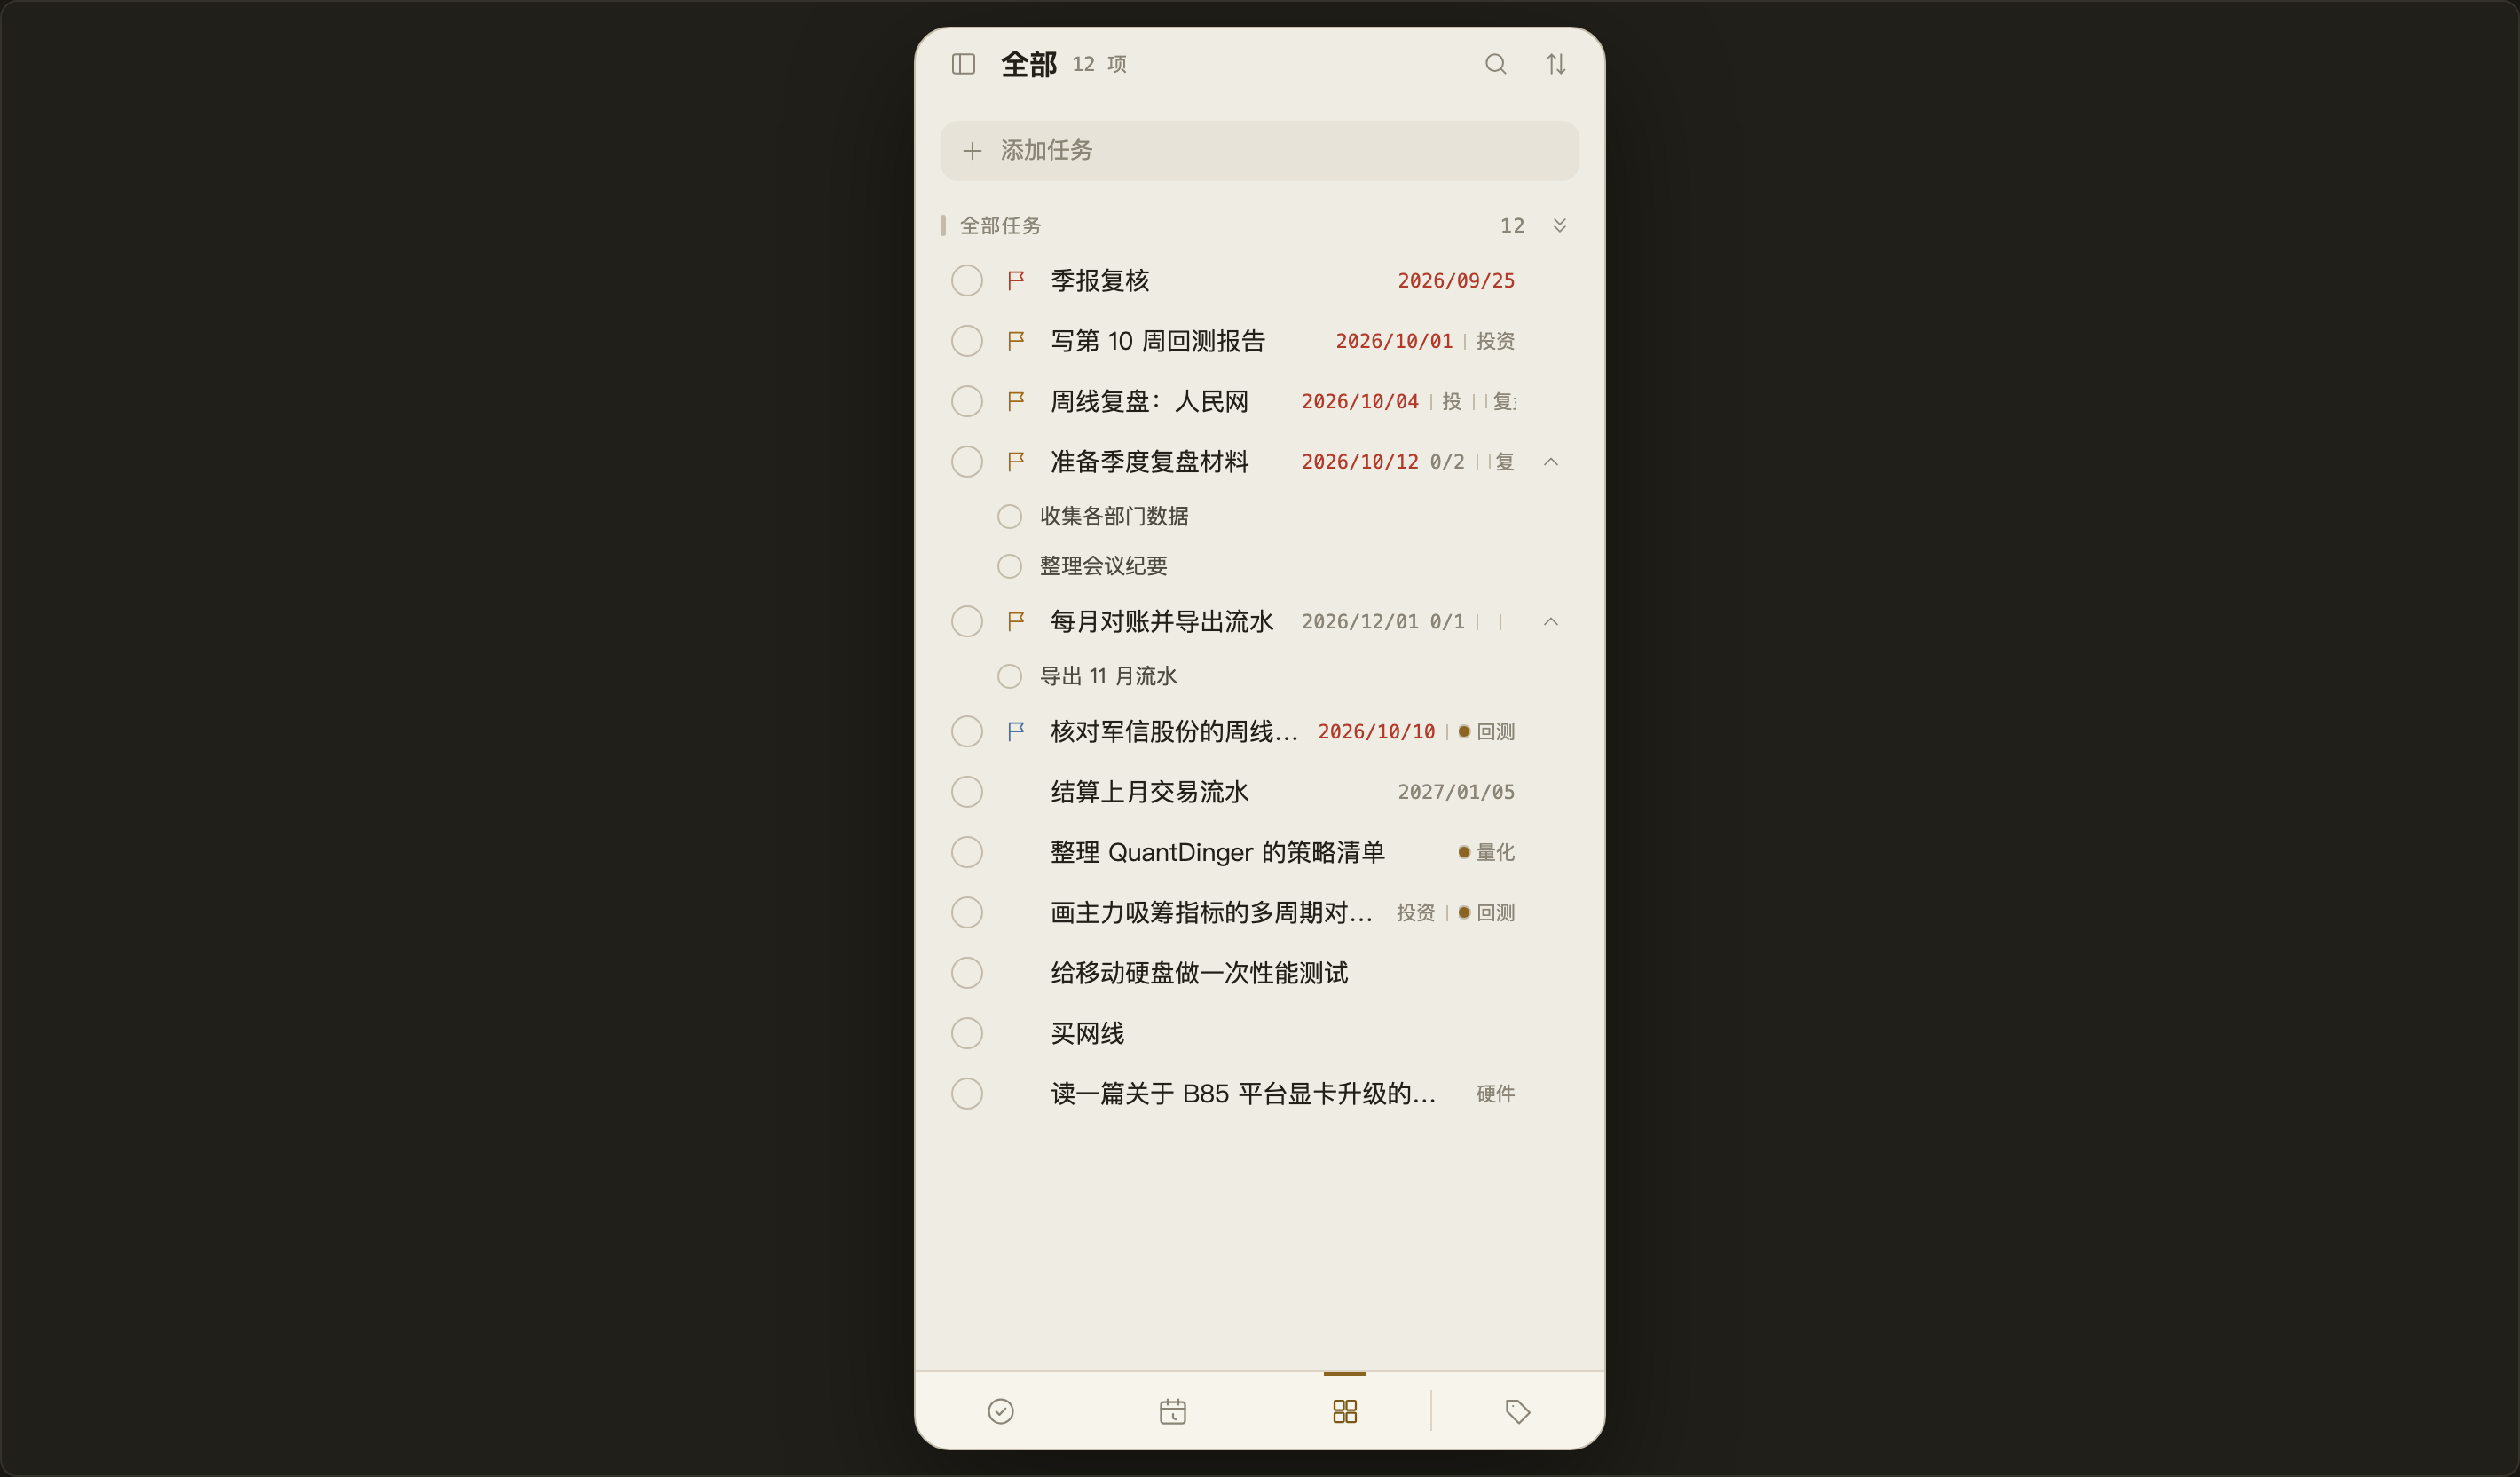 全部 12 项
添加任务
全部任务 12
季报复核 2026/09/25
写第 10 周回测报告 2026/10/01 | 投资
周线复盘：人民网 2026/10/04 | 投 | | 复
准备季度复盘材料 2026/10/12 0/2 | | 复
收集各部门数据
整理会议纪要
每月对账并导出流水 2026/12/01 0/1 | |
导出 11 月流水
核对军信股份的周线… 2026/10/10 | 回测
结算上月交易流水 2027/01/05
整理 QuantDinger 的策略清单 量化
画主力吸筹指标的多周期对… 投资 | 回测
给移动硬盘做一次性能测试
买网线
读一篇关于 B85 平台显卡升级的… 硬件